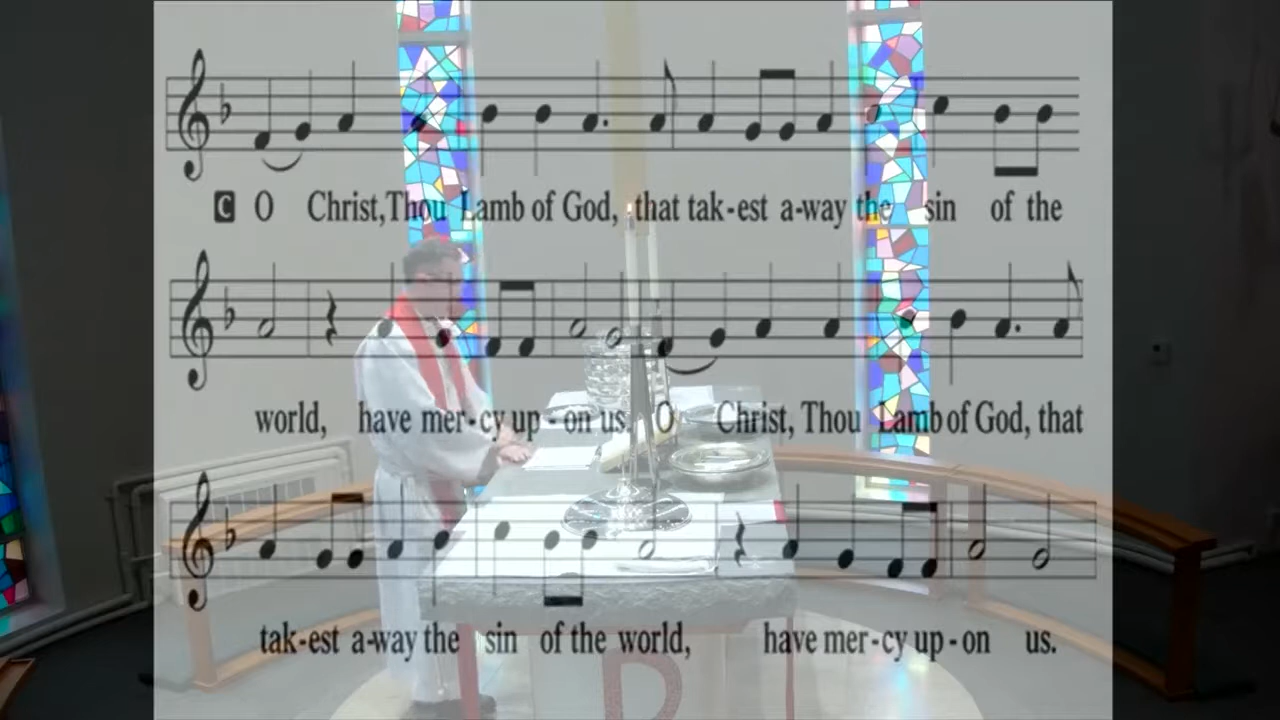 C O Christ, Thou Lamb of God, that tak-est a-way the sin of the
world, have mer-cy up-on us. O Christ, Thou Lamb of God, that
tak-est a-way the sin of the world, have mer-cy up-on us.